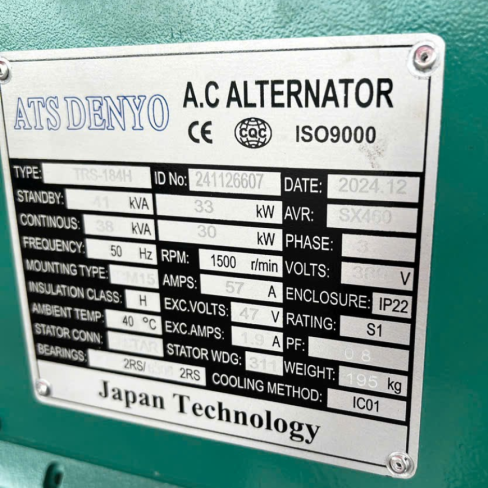 ATS DENYO A.C ALTERNATOR
CE CQC ISO9000
TYPE: TRS-184H ID No: 241126607 DATE: 2024.12
STANDBY: 41 kVA 33 kW AVR: SX460
CONTINOUS: 38 kVA 30 kW PHASE: 3
FREQUENCY: 50 Hz RPM: 1500 r/min VOLTS: V
MOUNTING TYPE: AMPS: 57 A ENCLOSURE: IP22
INSULATION CLASS: H EXC.VOLTS: 47 V RATING: S1
AMBIENT TEMP: 40 °C EXC.AMPS: 1.9 A PF: 0.8
STATOR CONN: STATOR WDG: 311 WEIGHT: 195 kg
BEARINGS: 2RS/ 2RS COOLING METHOD: IC01
Japan Technology